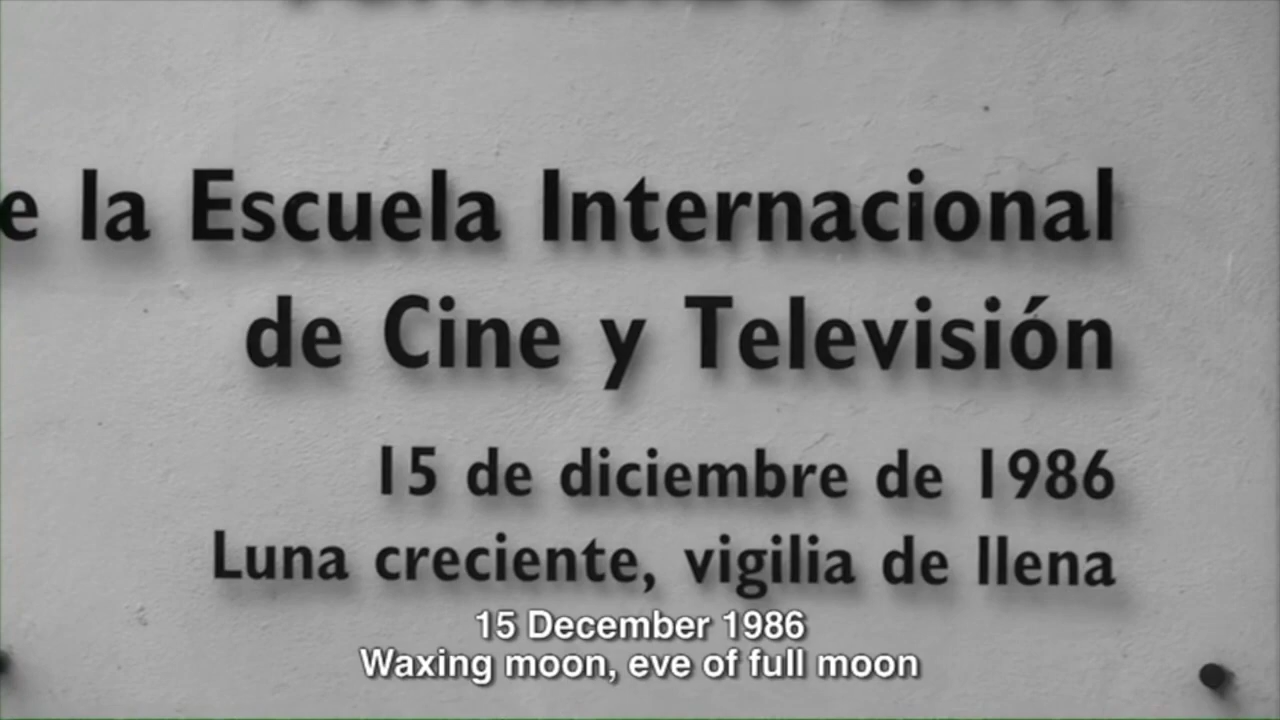 e la Escuela Internacional
de Cine y Televisión
15 de diciembre de 1986
Luna creciente, vigilia de llena
15 December 1986
Waxing moon, eve of full moon